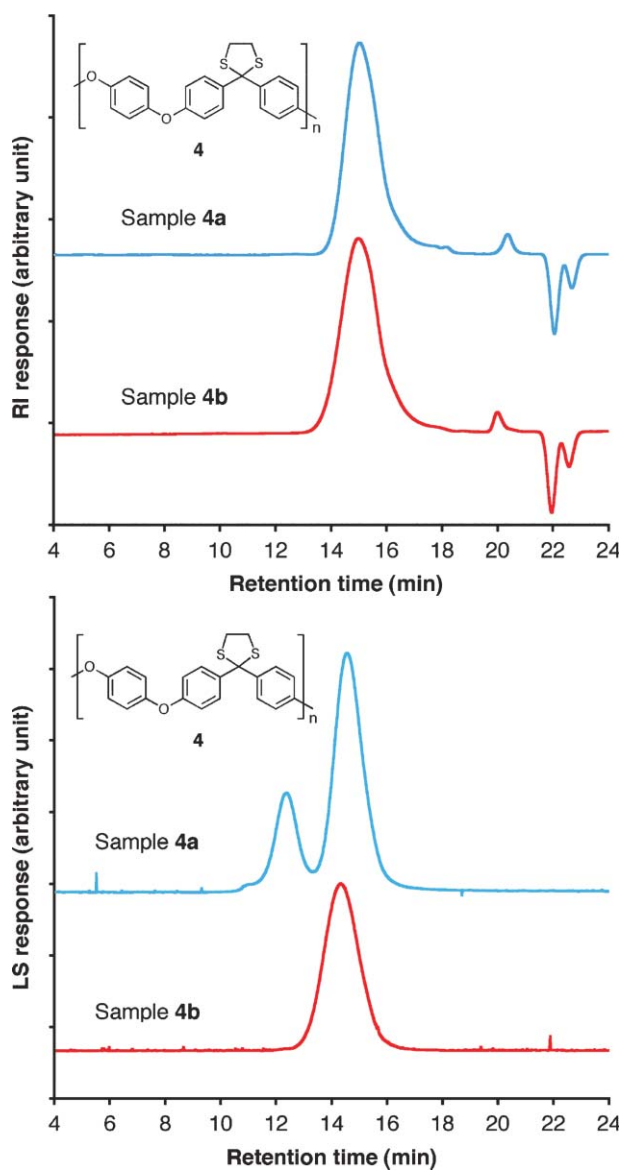 RI response (arbitrary unit)
O
O
S
S
n
4
Sample 4a
Sample 4b
4 6 8 10 12 14 16 18 20 22 24
Retention time (min)
LS response (arbitrary unit)
O
O
S
S
n
4
Sample 4a
Sample 4b
4 6 8 10 12 14 16 18 20 22 24
Retention time (min)